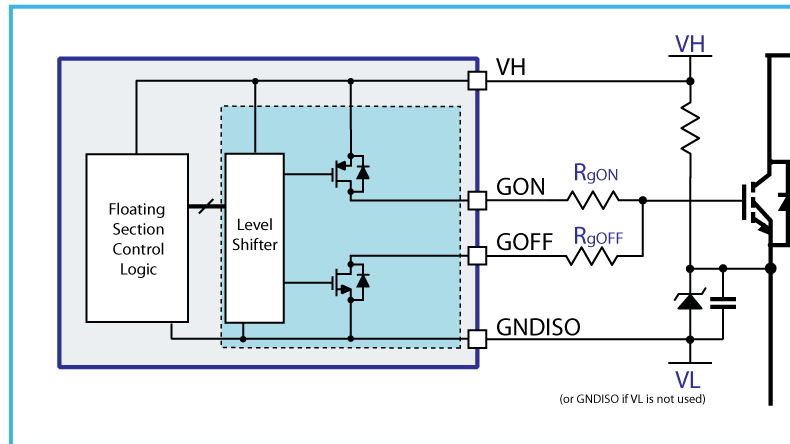 VH
VH
GON
RgON
Floating
Section
Control
Logic
Level
Shifter
GOFF
RgOFF
GNDISO
VL
(or GNDISO if VL is not used)